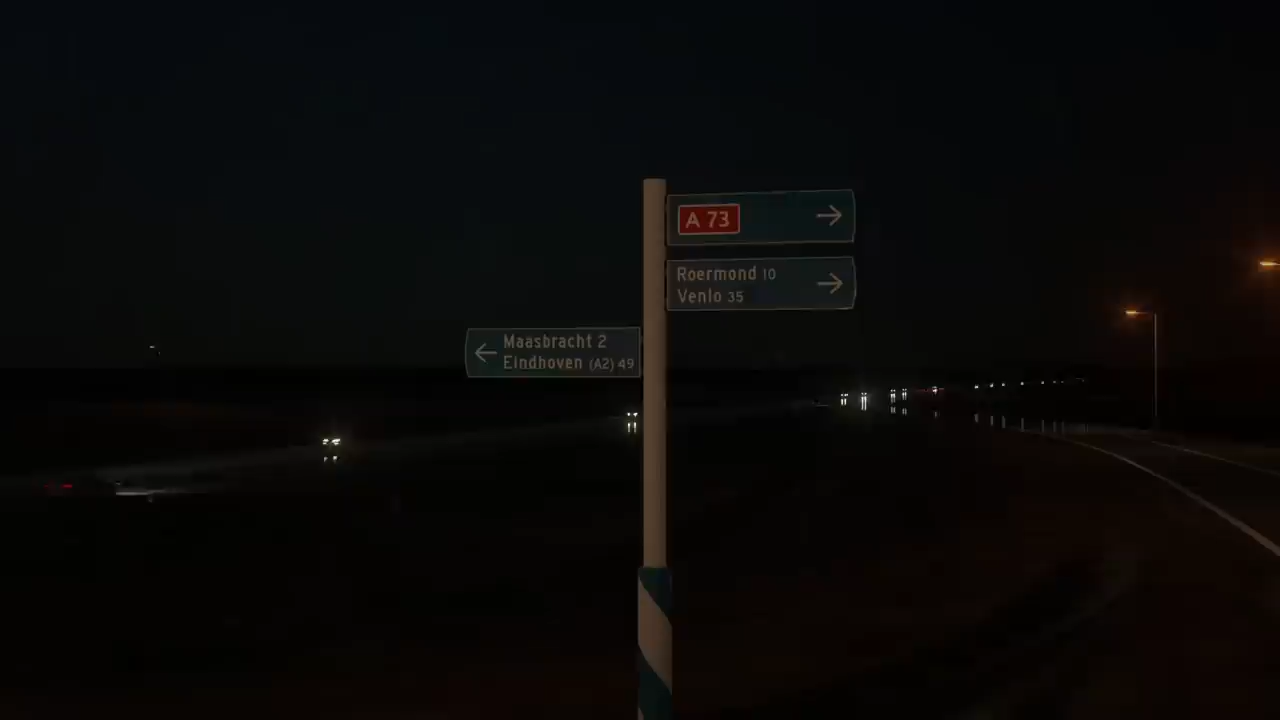 A 73
Roermond 10
Venlo 35
Maasbracht 2
Eindhoven (A2) 49